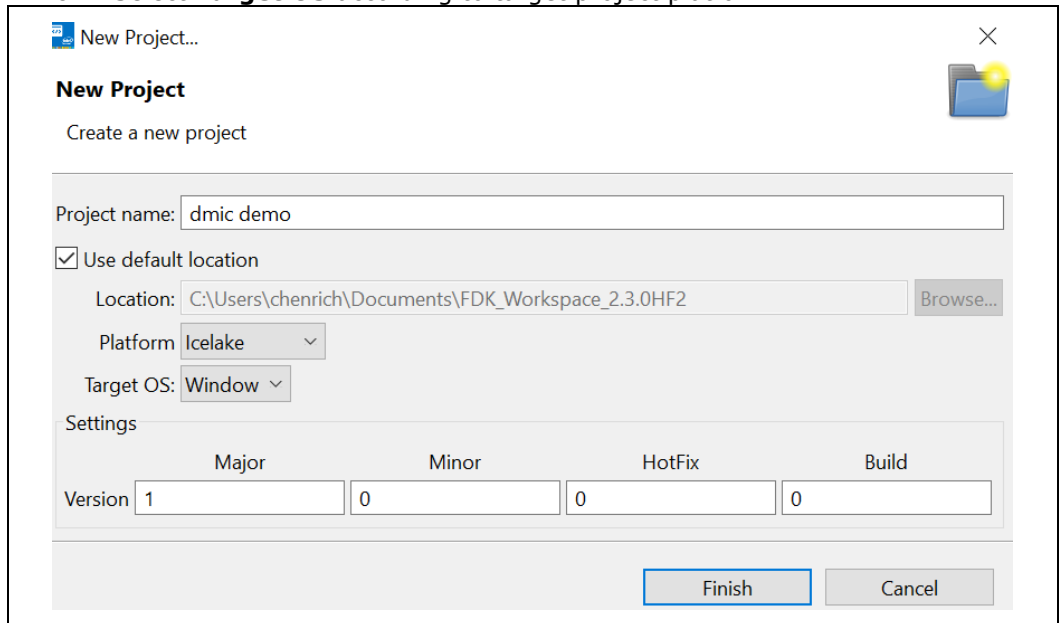 New Project...
New Project
Create a new project
Project name: dmic demo
Use default location
Location: C:\Users\chenrich\Documents\FDK_Workspace_2.3.0HF2 Browse...
Platform Icelake
Target OS: Window
Settings
Major Minor HotFix Build
Version 1 0 0 0
Finish Cancel